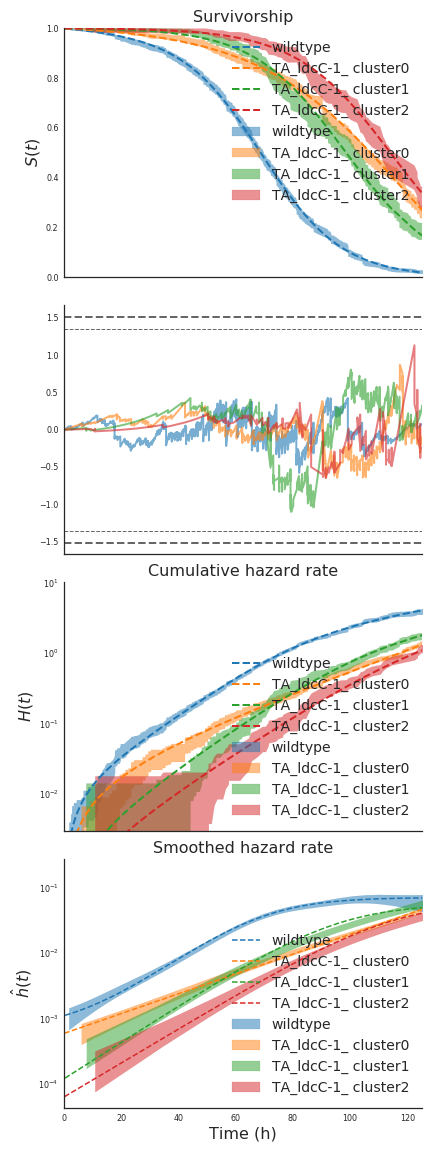 Survivorship
1.0
0.8
0.6
0.4
0.2
0.0
S(t)
wildtype
TA_ldcC-1_ cluster0
TA_ldcC-1_ cluster1
TA_ldcC-1_ cluster2
wildtype
TA_ldcC-1_ cluster0
TA_ldcC-1_ cluster1
TA_ldcC-1_ cluster2
1.5
1.0
0.5
0.0
−0.5
−1.0
−1.5
Cumulative hazard rate
10¹
10⁰
10⁻¹
10⁻²
H(t)
wildtype
TA_ldcC-1_ cluster0
TA_ldcC-1_ cluster1
TA_ldcC-1_ cluster2
wildtype
TA_ldcC-1_ cluster0
TA_ldcC-1_ cluster1
TA_ldcC-1_ cluster2
Smoothed hazard rate
10⁻¹
10⁻²
10⁻³
10⁻⁴
ĥ(t)
wildtype
TA_ldcC-1_ cluster0
TA_ldcC-1_ cluster1
TA_ldcC-1_ cluster2
wildtype
TA_ldcC-1_ cluster0
TA_ldcC-1_ cluster1
TA_ldcC-1_ cluster2
0 20 40 60 80 100 120
Time (h)